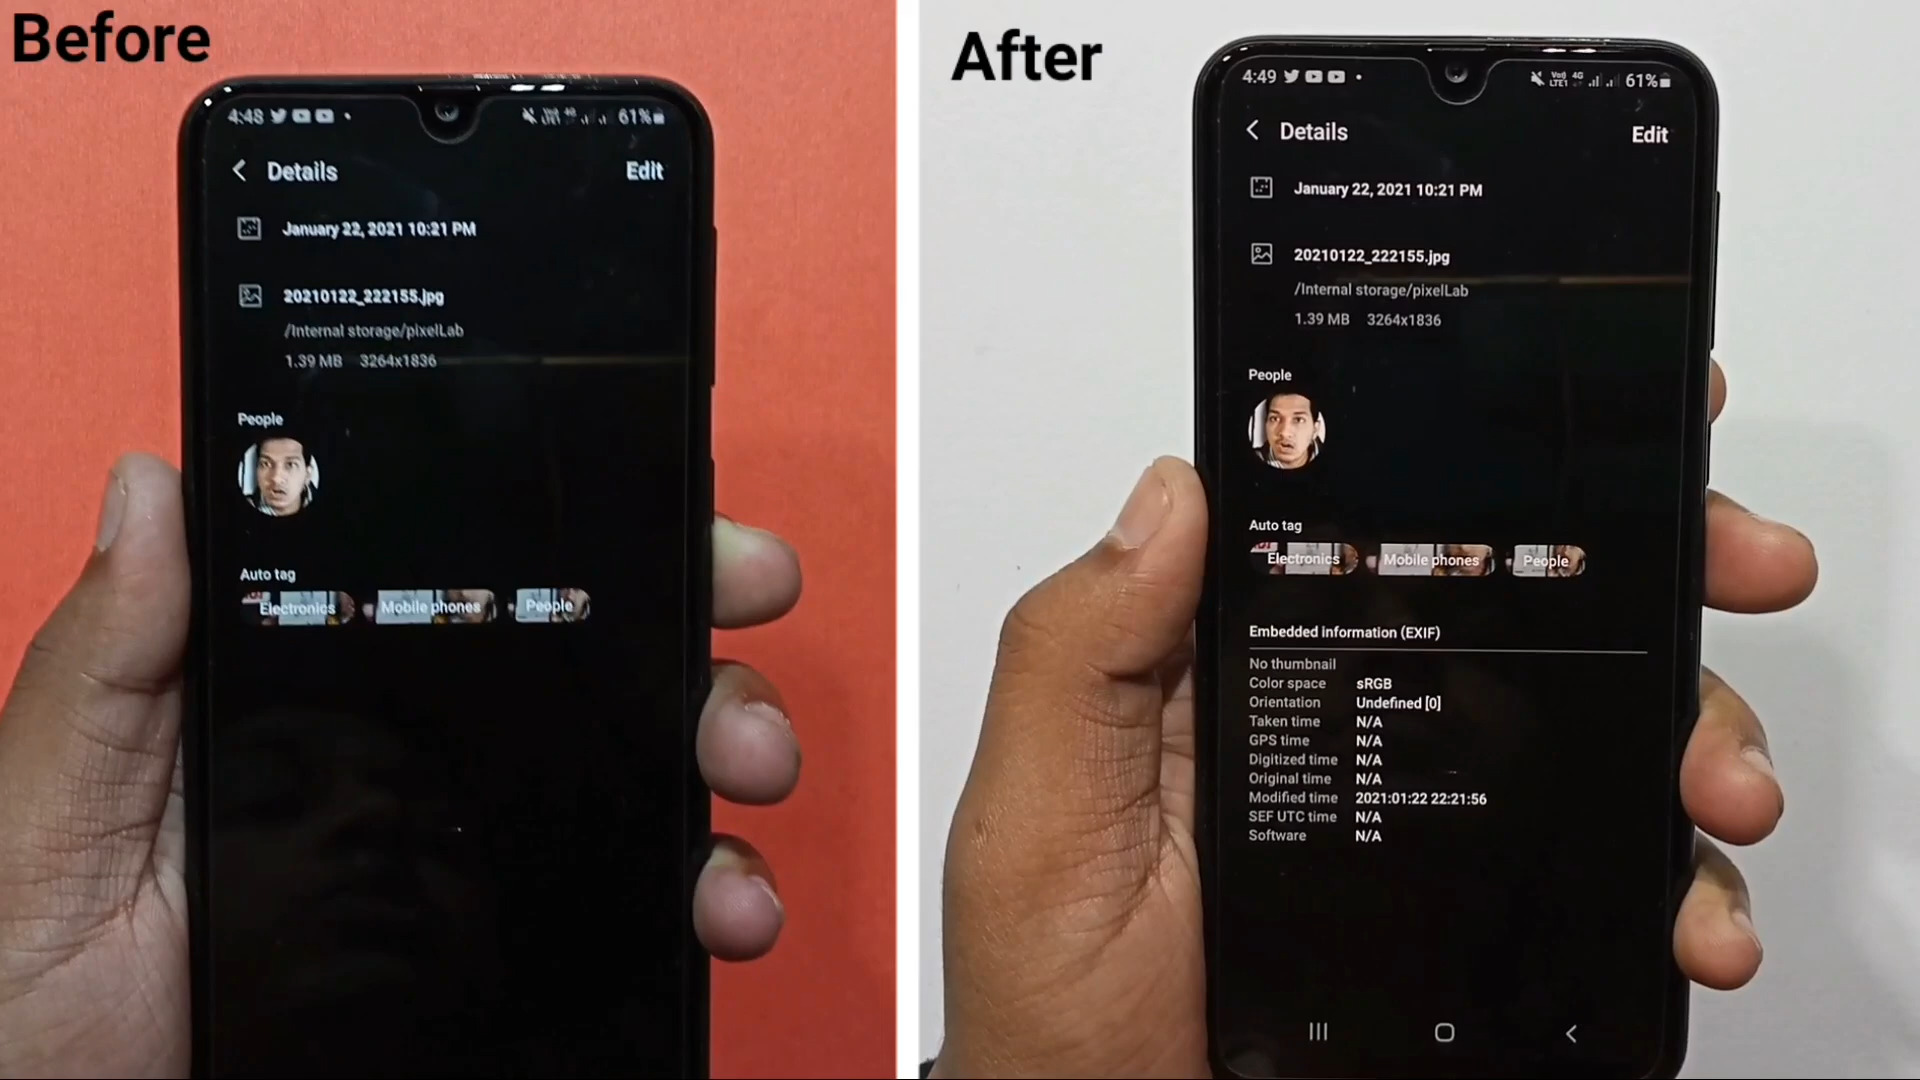 Before
4:48
61%
Details
Edit
January 22, 2021 10:21 PM
20210122_222155.jpg
/Internal storage/pixelLab
1.39 MB 3264x1836
People
Auto tag
Electronics Mobile phones People
After
4:49
Vo) 4G
LTE1
61%
Details
Edit
January 22, 2021 10:21 PM
20210122_222155.jpg
/Internal storage/pixelLab
1.39 MB 3264x1836
People
Auto tag
Electronics Mobile phones People
Embedded information (EXIF)
No thumbnail
Color space sRGB
Orientation Undefined [0]
Taken time N/A
GPS time N/A
Digitized time N/A
Original time N/A
Modified time 2021:01:22 22:21:56
SEF UTC time N/A
Software N/A